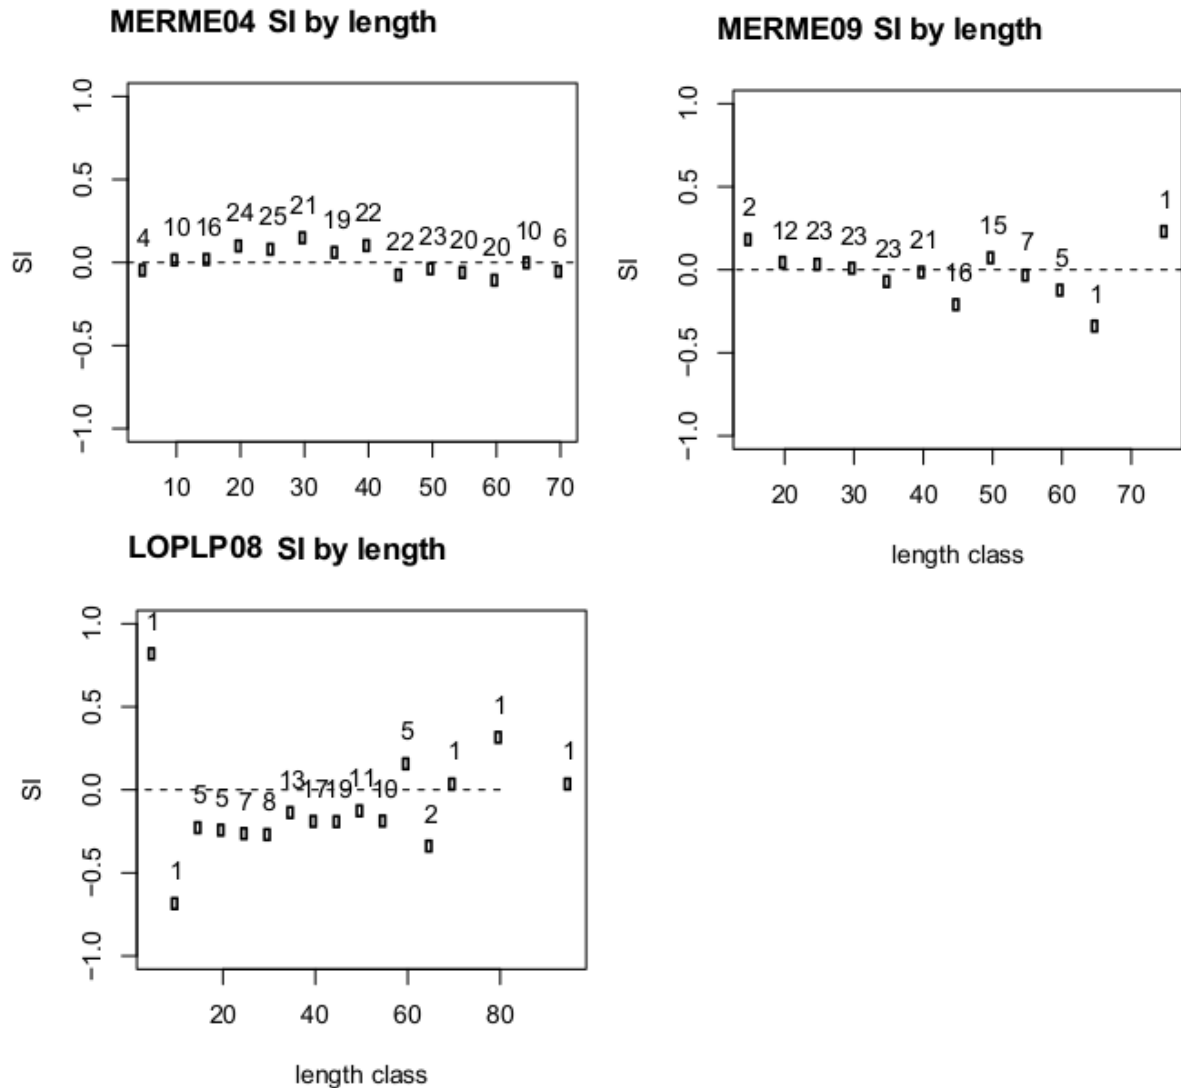 MERME04 SI by length
SI
1.0
0.5
0.0
−0.5
−1.0
4 10 16 24 25 21 19 22 22 23 20 20 10 6
10 20 30 40 50 60 70
MERME09 SI by length
SI
1.0
0.5
0.0
−0.5
−1.0
2 12 23 23 23 21 16 15 7 5 1 1
20 30 40 50 60 70
length class
LOPLP08 SI by length
SI
1.0
0.5
0.0
−0.5
−1.0
1 1 5 5 7 8 13 17 19 11 10 5 2 1 1 1
20 40 60 80
length class